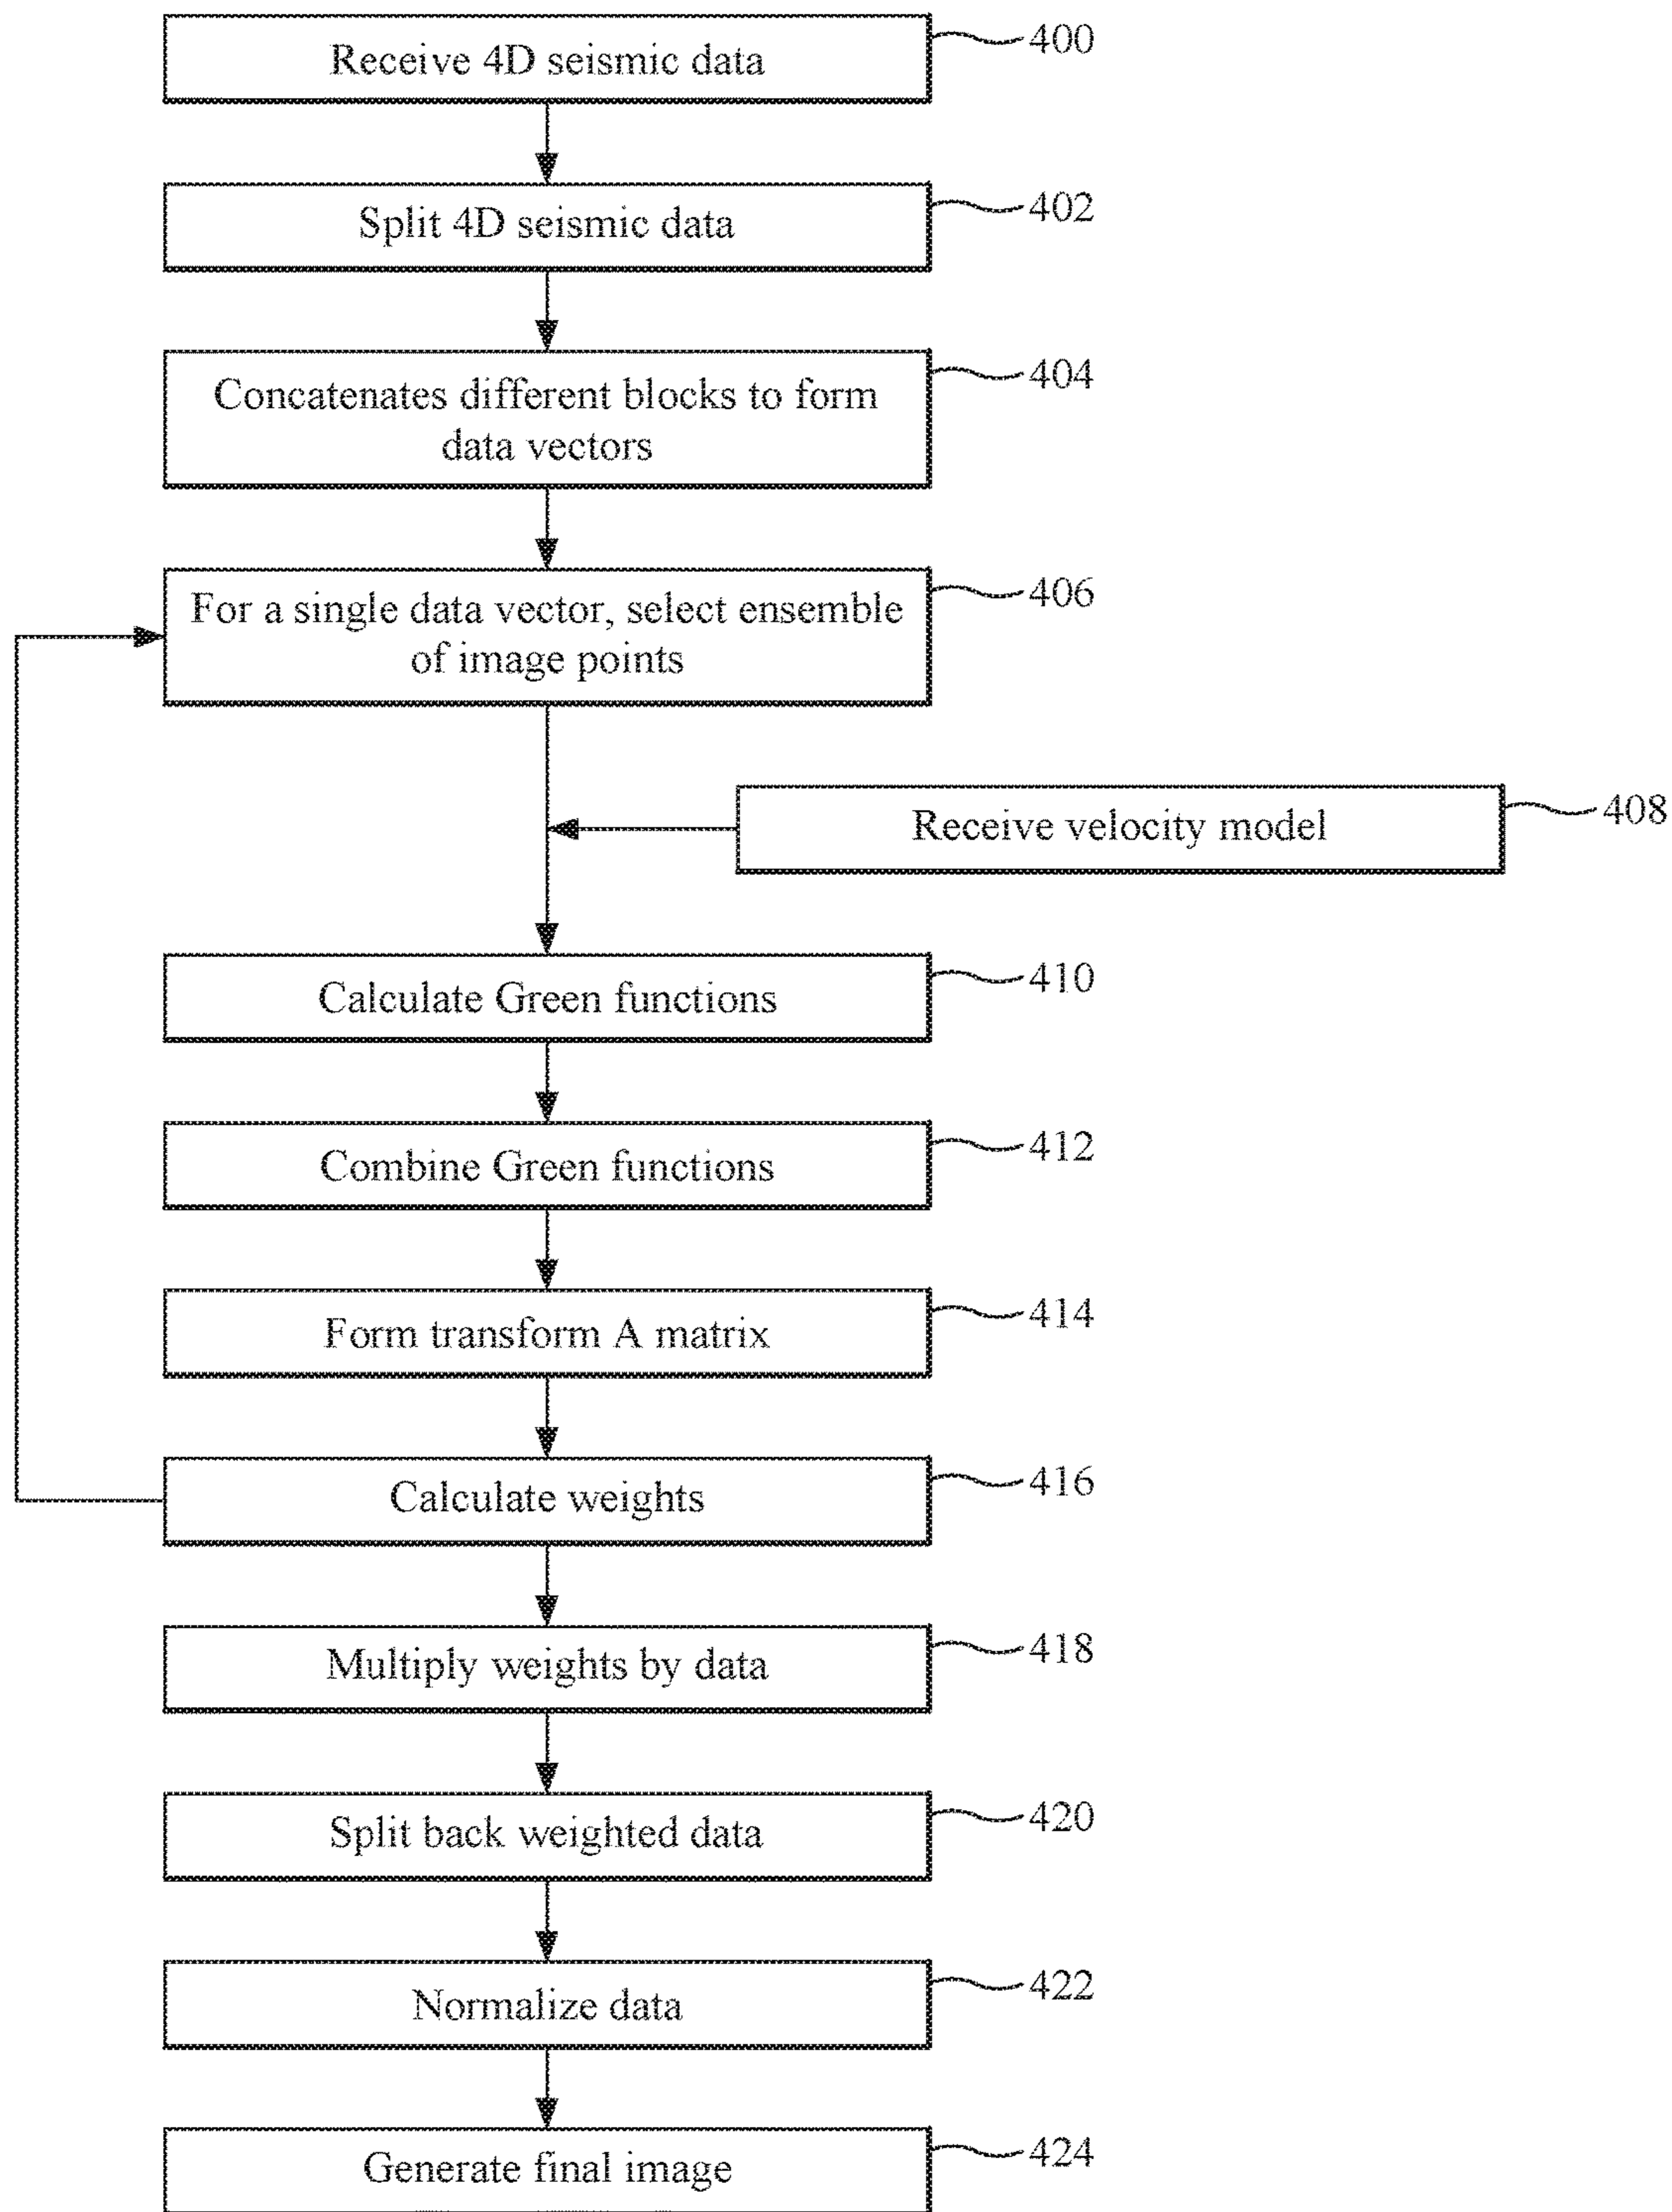 Receive 4D seismic data
400
Split 4D seismic data
402
Concatenates different blocks to form
data vectors
404
For a single data vector, select ensemble
of image points
406
Receive velocity model
408
Calculate Green functions
410
Combine Green functions
412
Form transform A matrix
414
Calculate weights
416
Multiply weights by data
418
Split back weighted data
420
Normalize data
422
Generate final image
424